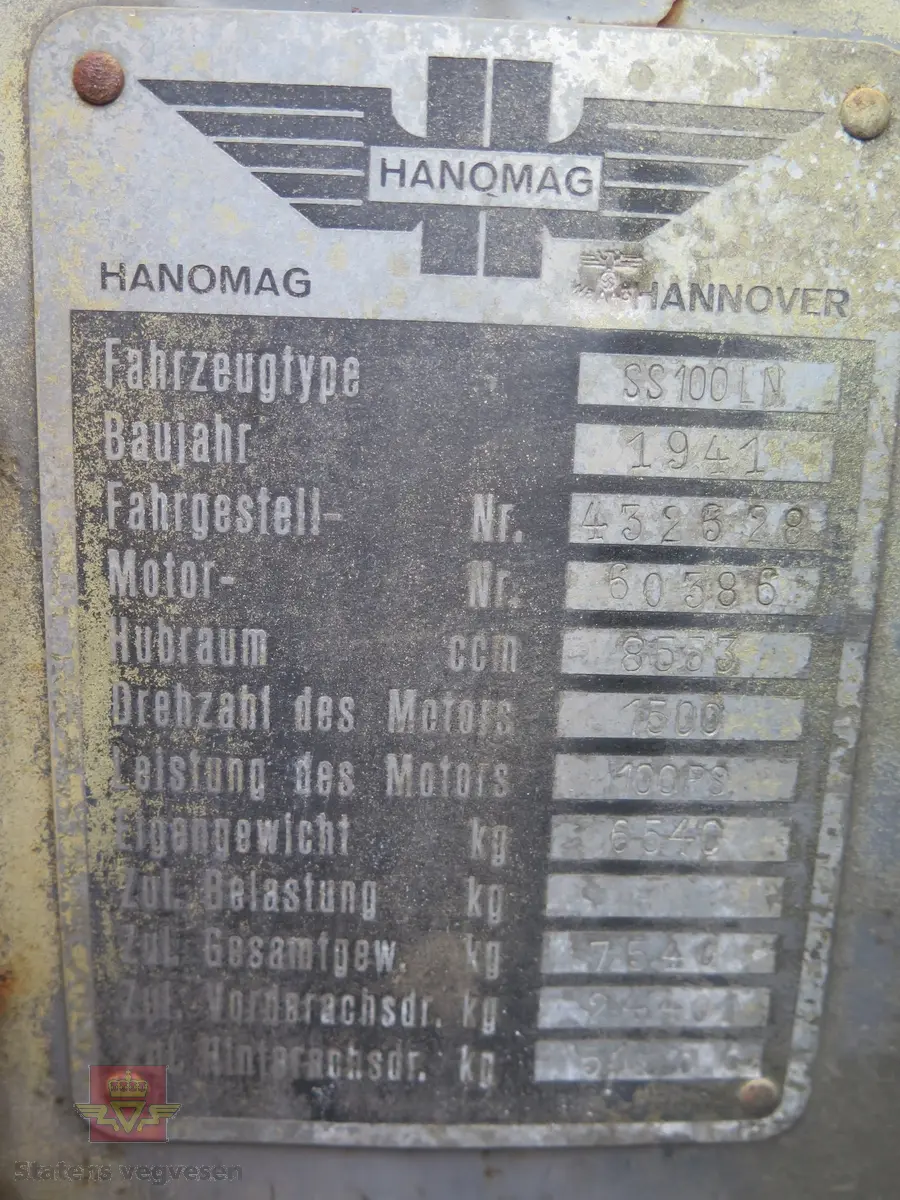 HANOMAG
HANOMAG HANNOVER
Fahrzeugtype SS100LN
Baujahr 1941
Fahrgestell- Nr. 432628
Motor- Nr. 60386
Hubraum ccm 8553
Drehzahl des Motors 1500
Leistung des Motors 100PS
Eigengewicht kg 6540
Zul. Belastung kg
Zul. Gesamtgew. kg
Zul. Vorderachsdr. kg
Zul. Hinterachsdr. kg
Statens vegvesen